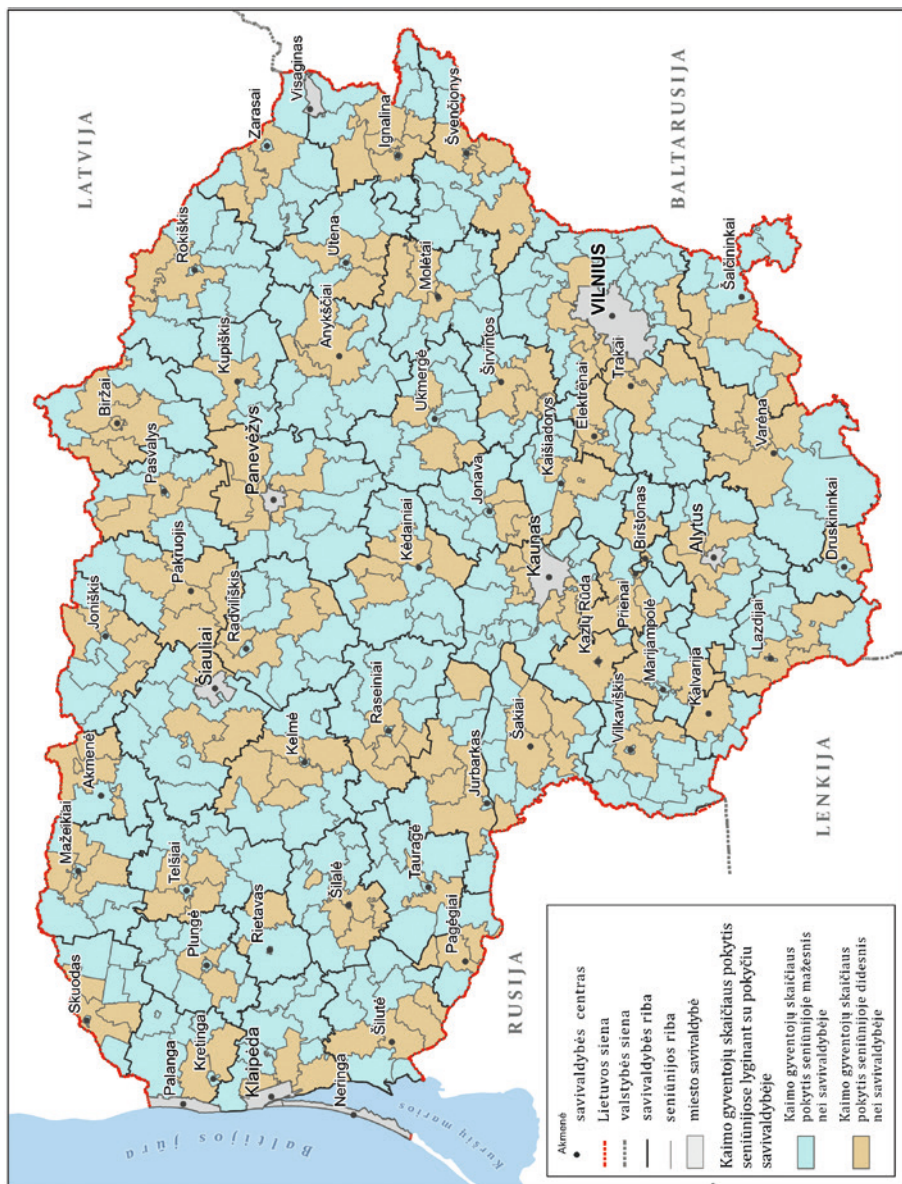 LATVIJA
BALTARUSIJA
LENKIJA
RUSIJA
Baltijos jūra
Kuršių marios
Skuodas
Mažeikiai
Akmenė
Joniškis
Pasvalys
Biržai
Rokiškis
Zarasai
Visaginas
Palanga
Kretinga
Plungė
Telšiai
Šiauliai
Pakruojis
Radviliškis
Panevėžys
Kupiškis
Utena
Ignalina
Švenčionys
Klaipėda
Rietavas
Kelmė
Anykščiai
Molėtai
Neringa
Šilutė
Šilalė
Tauragė
Raseiniai
Kėdainiai
Ukmergė
Širvintos
Pagėgiai
Jurbarkas
Jonava
Šakiai
Kaunas
Kaišiadorys
Elektrėnai
VILNIUS
Trakai
Kazlų Rūda
Prienai
Birštonas
Vilkaviškis
Marijampolė
Kalvarija
Alytus
Lazdijai
Varėna
Druskininkai
Šalčininkai
Akmenė
savivaldybės centras
Lietuvos siena
valstybės siena
savivaldybės riba
seniūnijos riba
miesto savivaldybė
Kaimo gyventojų skaičiaus pokytis
seniūnijose lyginant su pokyčiu
savivaldybėje
Kaimo gyventojų skaičiaus
pokytis seniūnijoje mažesnis
nei savivaldybėje
Kaimo gyventojų skaičiaus
pokytis seniūnijoje didesnis
nei savivaldybėje